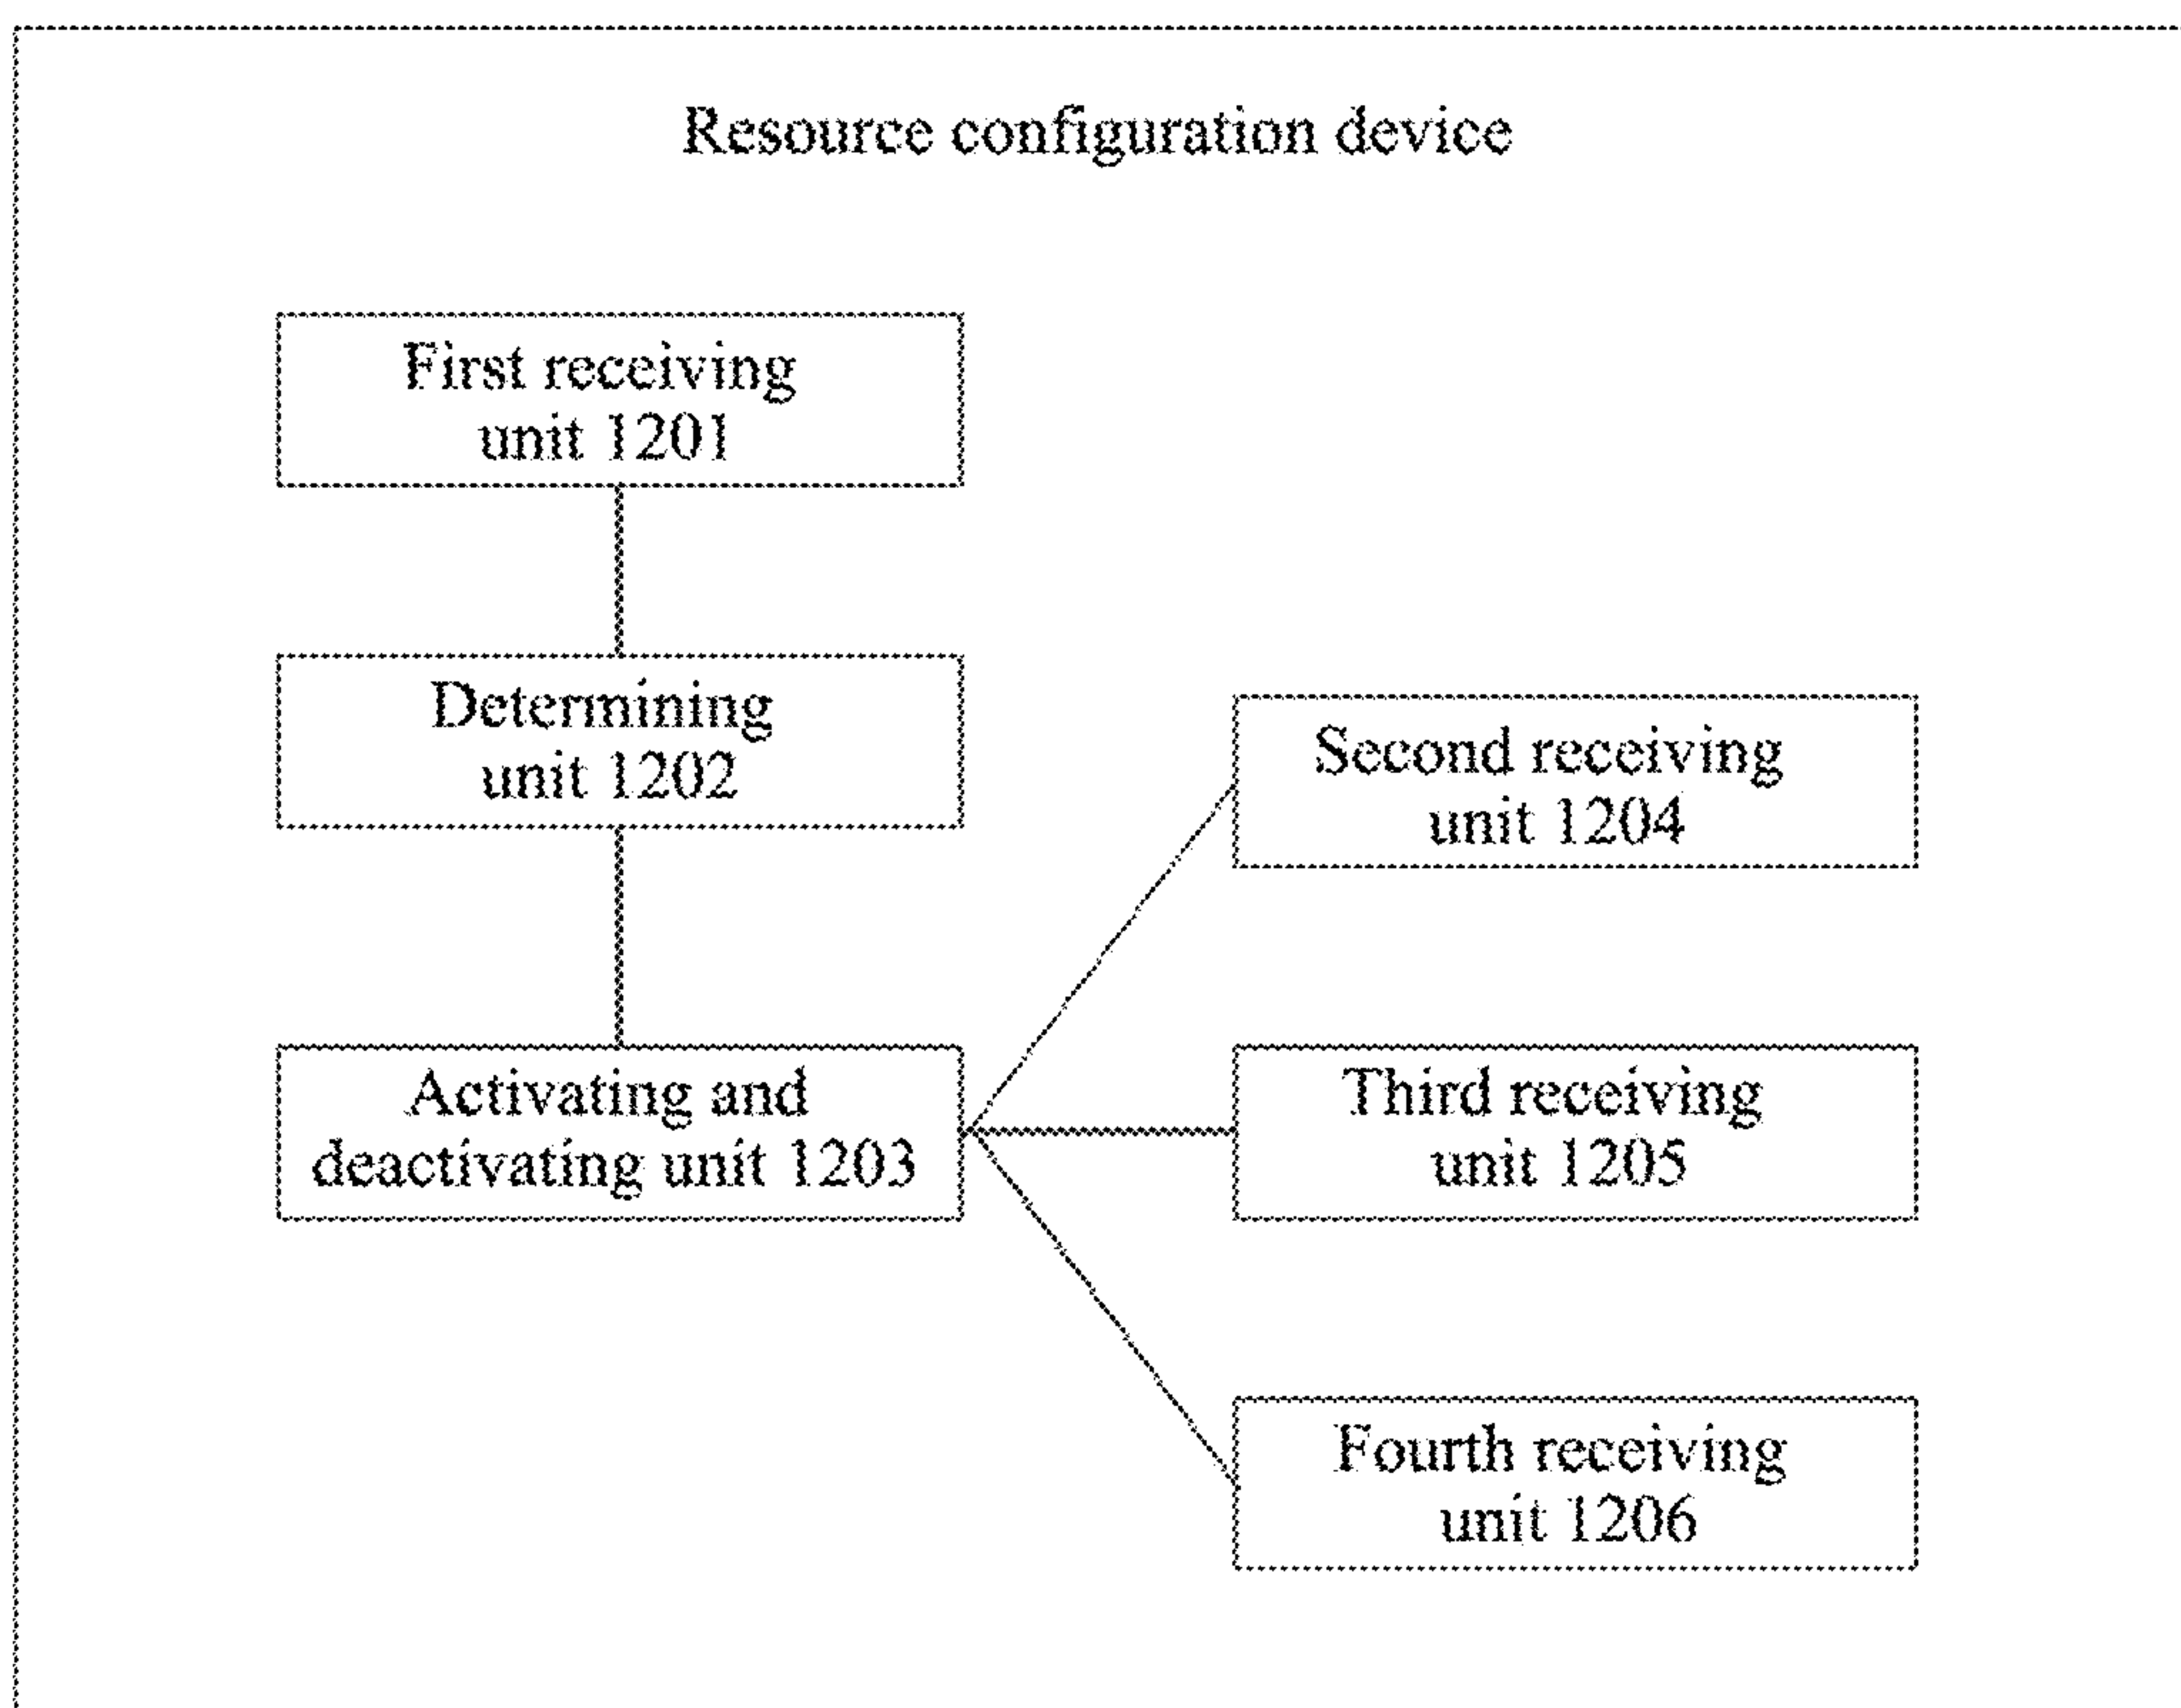 Resource configuration device
First receiving
unit 1201
Determining
unit 1202
Second receiving
unit 1204
Activating and
deactivating unit 1203
Third receiving
unit 1205
Fourth receiving
unit 1206